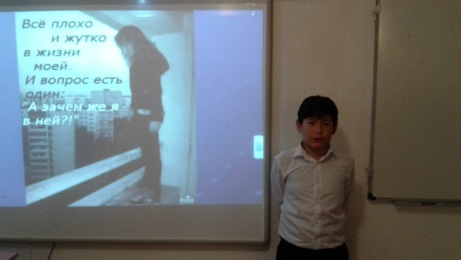 Всё плохо
и жутко
в жизни
моей.
И вопрос есть
один:
"А зачем же я
в ней?!"